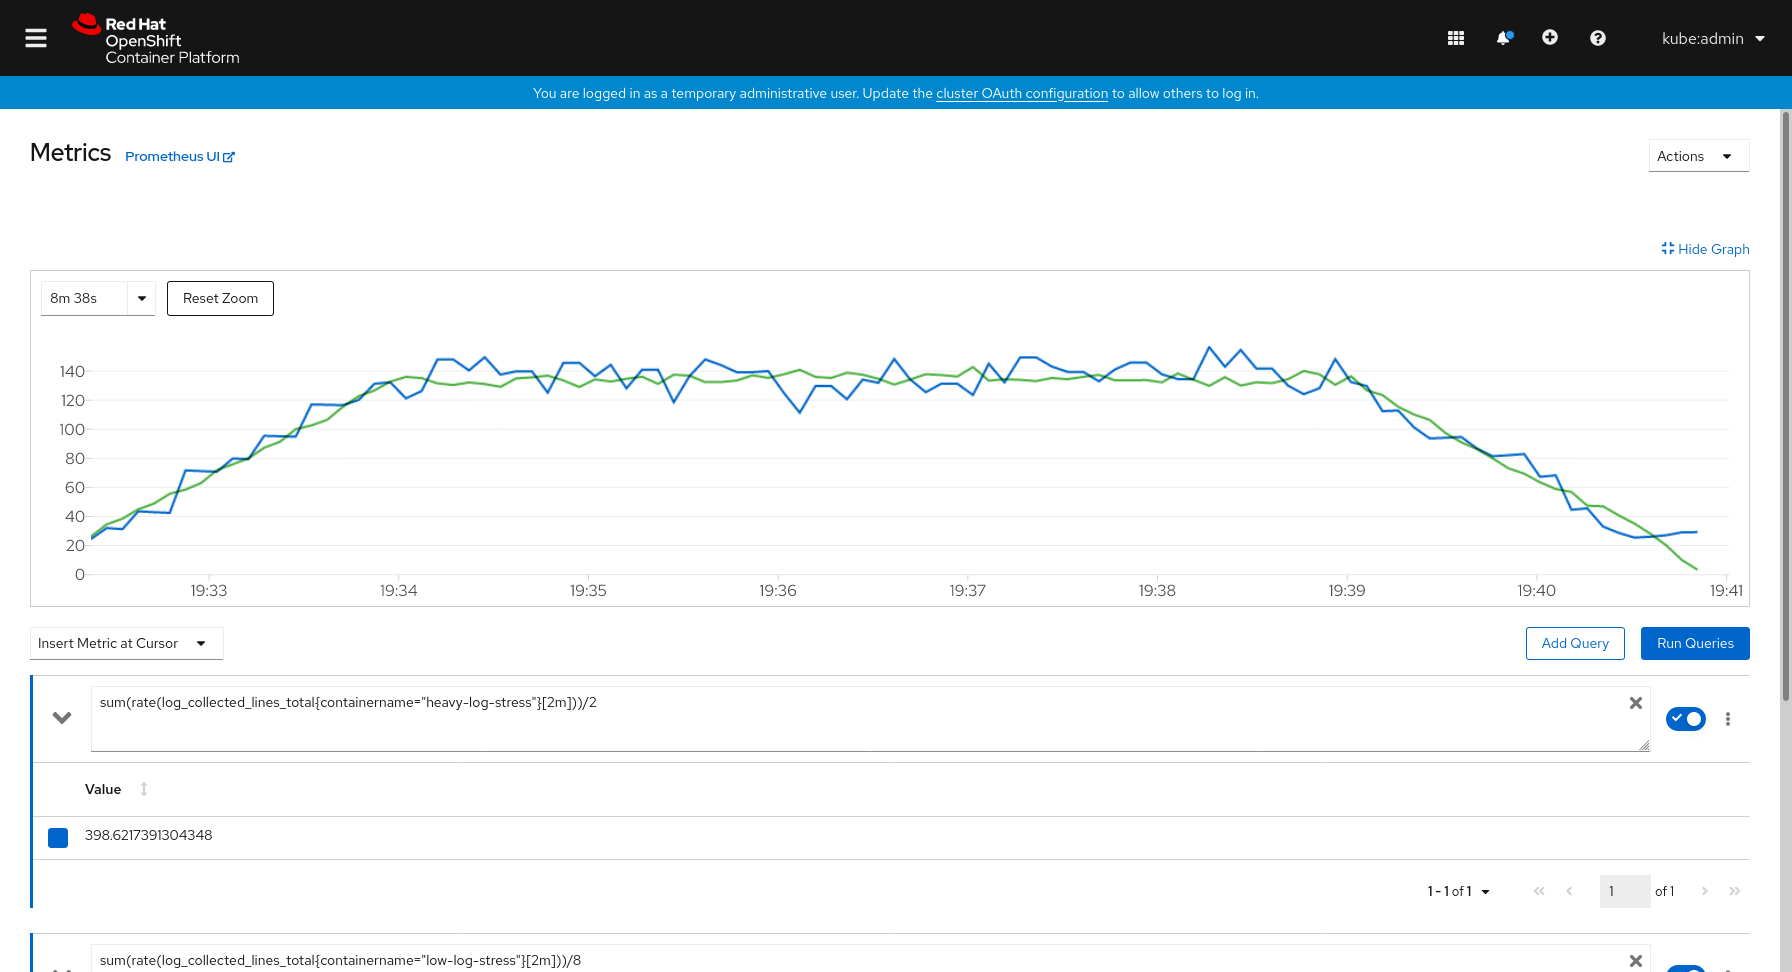 Red Hat
OpenShift
Container Platform
kube:admin
You are logged in as a temporary administrative user. Update the cluster OAuth configuration to allow others to log in.
Metrics Prometheus UI
Actions
Hide Graph
8m 38s Reset Zoom
140
120
100
80
60
40
20
0
19:33 19:34 19:35 19:36 19:37 19:38 19:39 19:40 19:41
Insert Metric at Cursor Add Query Run Queries
sum(rate(log_collected_lines_total{containername="heavy-log-stress"}[2m]))/2
Value
398.6217391304348
1 - 1 of 1 1 of 1
sum(rate(log_collected_lines_total{containername="low-log-stress"}[2m]))/8